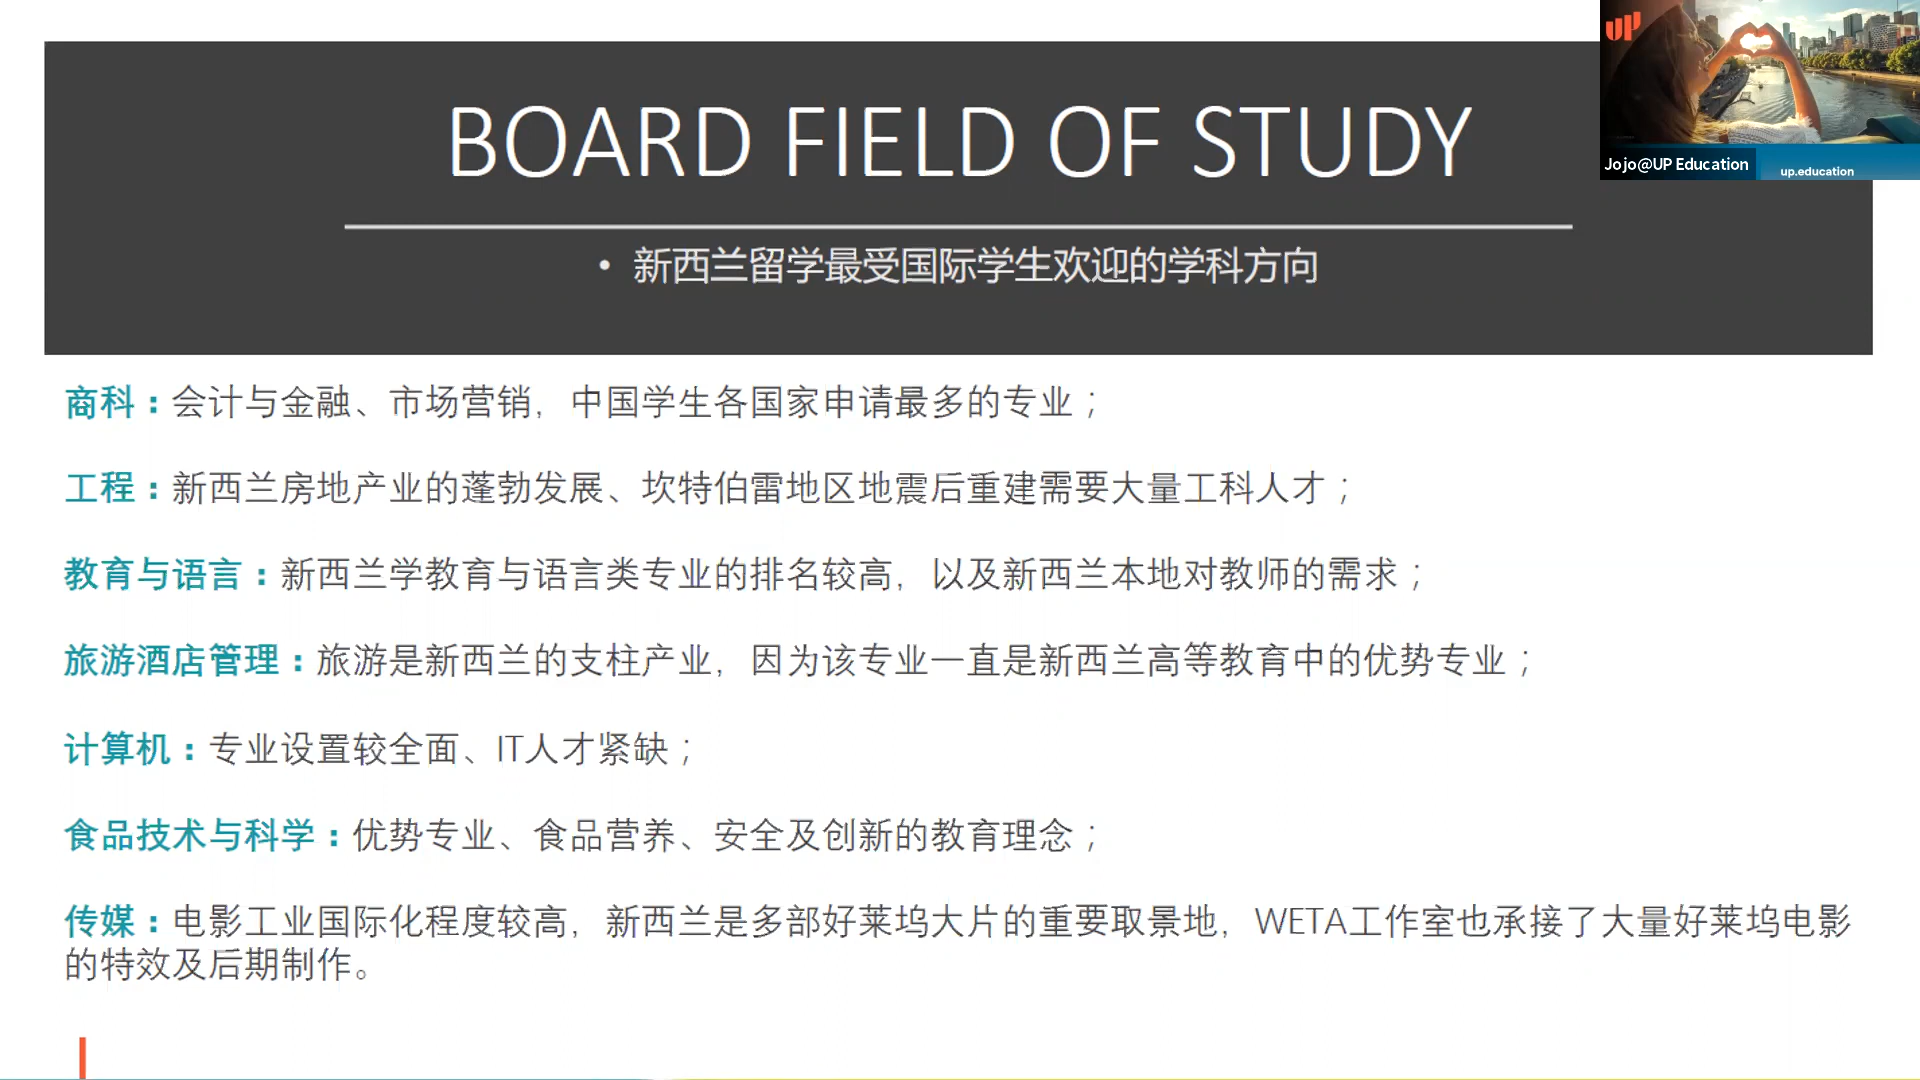 BOARD FIELD OF STUDY
• 新西兰留学最受国际学生欢迎的学科方向
UP
Jojo@UP Education
up.education
商科：会计与金融、市场营销，中国学生各国家申请最多的专业；
工程：新西兰房地产业的蓬勃发展、坎特伯雷地区地震后重建需要大量工科人才；
教育与语言：新西兰学教育与语言类专业的排名较高，以及新西兰本地对教师的需求；
旅游酒店管理：旅游是新西兰的支柱产业，因为该专业一直是新西兰高等教育中的优势专业；
计算机：专业设置较全面、IT人才紧缺；
食品技术与科学：优势专业、食品营养、安全及创新的教育理念；
传媒：电影工业国际化程度较高，新西兰是多部好莱坞大片的重要取景地，WETA工作室也承接了大量好莱坞电影
的特效及后期制作。